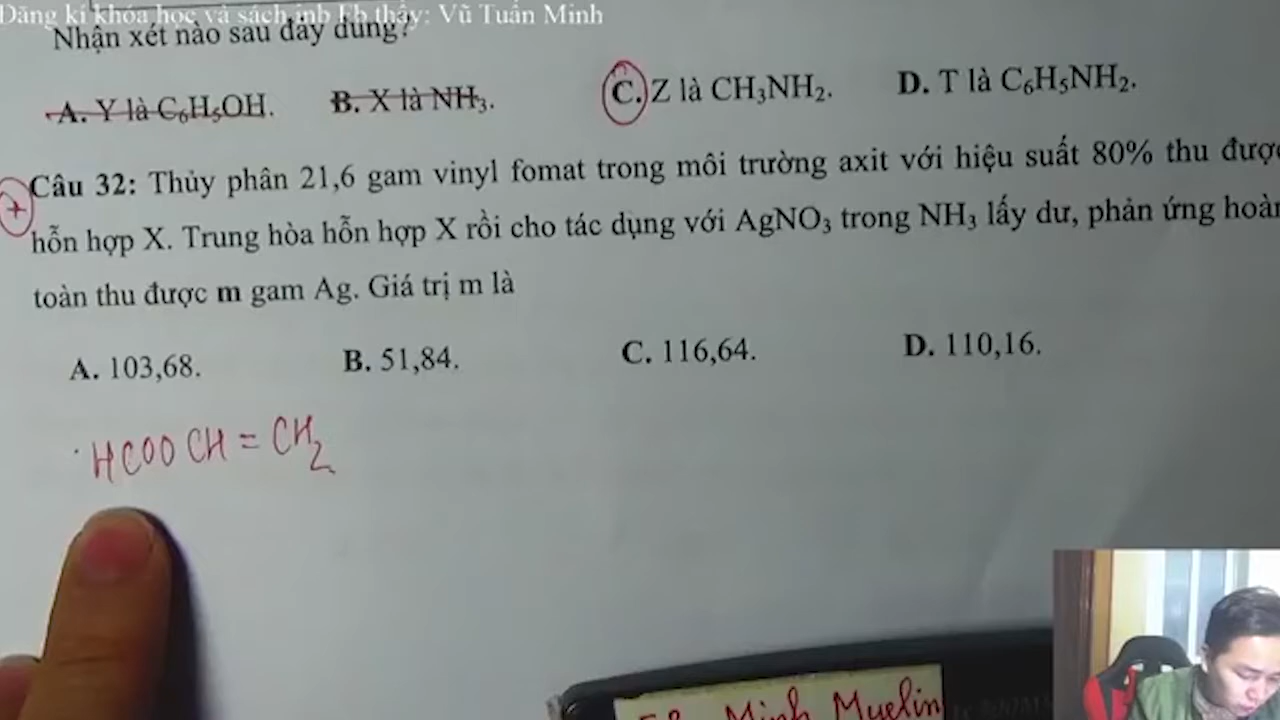 Đăng kí khóa học và sách inb Fb thầy: Vũ Tuấn Minh
Nhận xét nào sau đây đúng?
A. Y là C₆H₅OH. B. X là NH₃. C. Z là CH₃NH₂. D. T là C₆H₅NH₂.
+ Câu 32: Thủy phân 21,6 gam vinyl fomat trong môi trường axit với hiệu suất 80% thu được
hỗn hợp X. Trung hòa hỗn hợp X rồi cho tác dụng với AgNO₃ trong NH₃ lấy dư, phản ứng hoàn
toàn thu được m gam Ag. Giá trị m là
A. 103,68. B. 51,84. C. 116,64. D. 110,16.
HCOOCH=CH₂
Minh Muelin